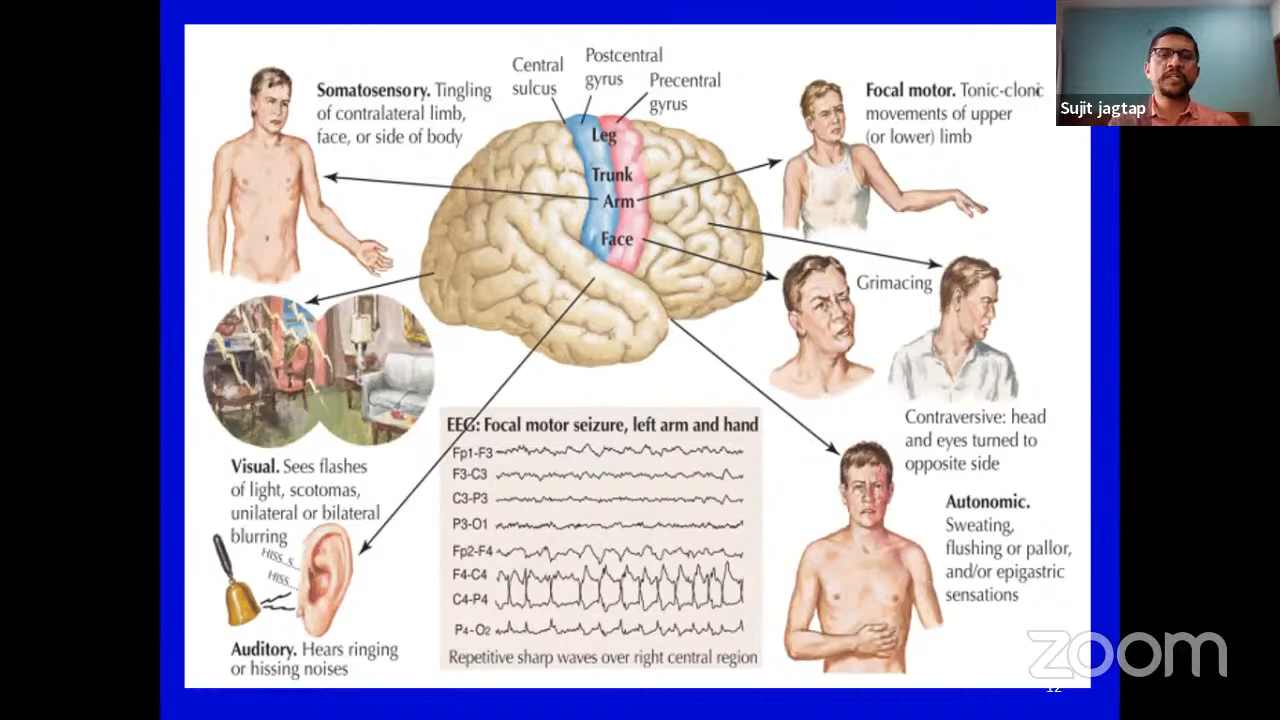 Somatosensory. Tingling
of contralateral limb,
face, or side of body
Central
sulcus
Postcentral
gyrus
Precentral
gyrus
Leg
Trunk
Arm
Face
Focal motor. Tonic-clonic
movements of upper
(or lower) limb
Sujit jagtap
Grimacing
Contraversive: head
and eyes turned to
opposite side
Visual. Sees flashes
of light, scotomas,
unilateral or bilateral
blurring
HISS..S...
HISS...
Auditory. Hears ringing
or hissing noises
EEG: Focal motor seizure, left arm and hand
Fp1-F3
F3-C3
C3-P3
P3-O1
Fp2-F4
F4-C4
C4-P4
P4-O2
Repetitive sharp waves over right central region
Autonomic.
Sweating,
flushing or pallor,
and/or epigastric
sensations
zoom
12